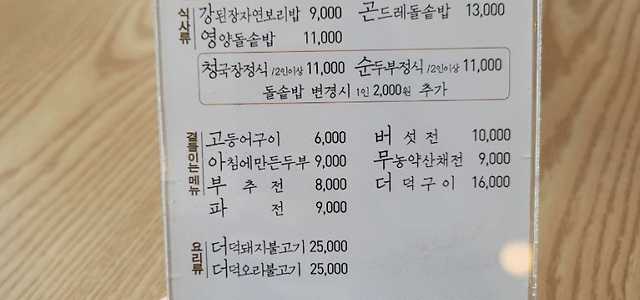 식사류
강된장자연보리밥 9,000 곤드레돌솥밥 13,000
영양돌솥밥 11,000
청국장정식 /2인이상 11,000 순두부정식 /2인이상 11,000
돌솥밥 변경시 1인 2,000원 추가
곁들이는메뉴
고등어구이 6,000 버섯전 10,000
아침에만든두부 9,000 무농약산채전 9,000
부추전 8,000 더덕구이 16,000
파전 9,000
요리류
더덕돼지불고기 25,000
더덕오리불고기 25,000